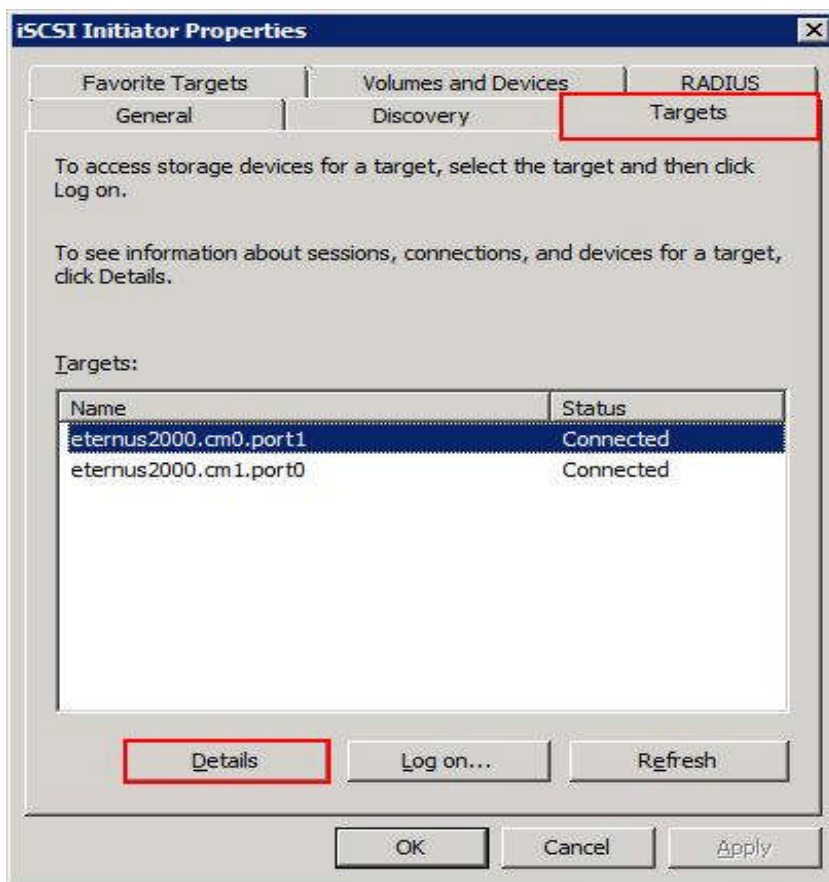 iSCSI Initiator Properties
Favorite Targets Volumes and Devices RADIUS
General Discovery Targets
To access storage devices for a target, select the target and then click
Log on.
To see information about sessions, connections, and devices for a target,
click Details.
Targets:
Name Status
eternus2000.cm0.port1 Connected
eternus2000.cm1.port0 Connected
Details Log on... Refresh
OK Cancel Apply